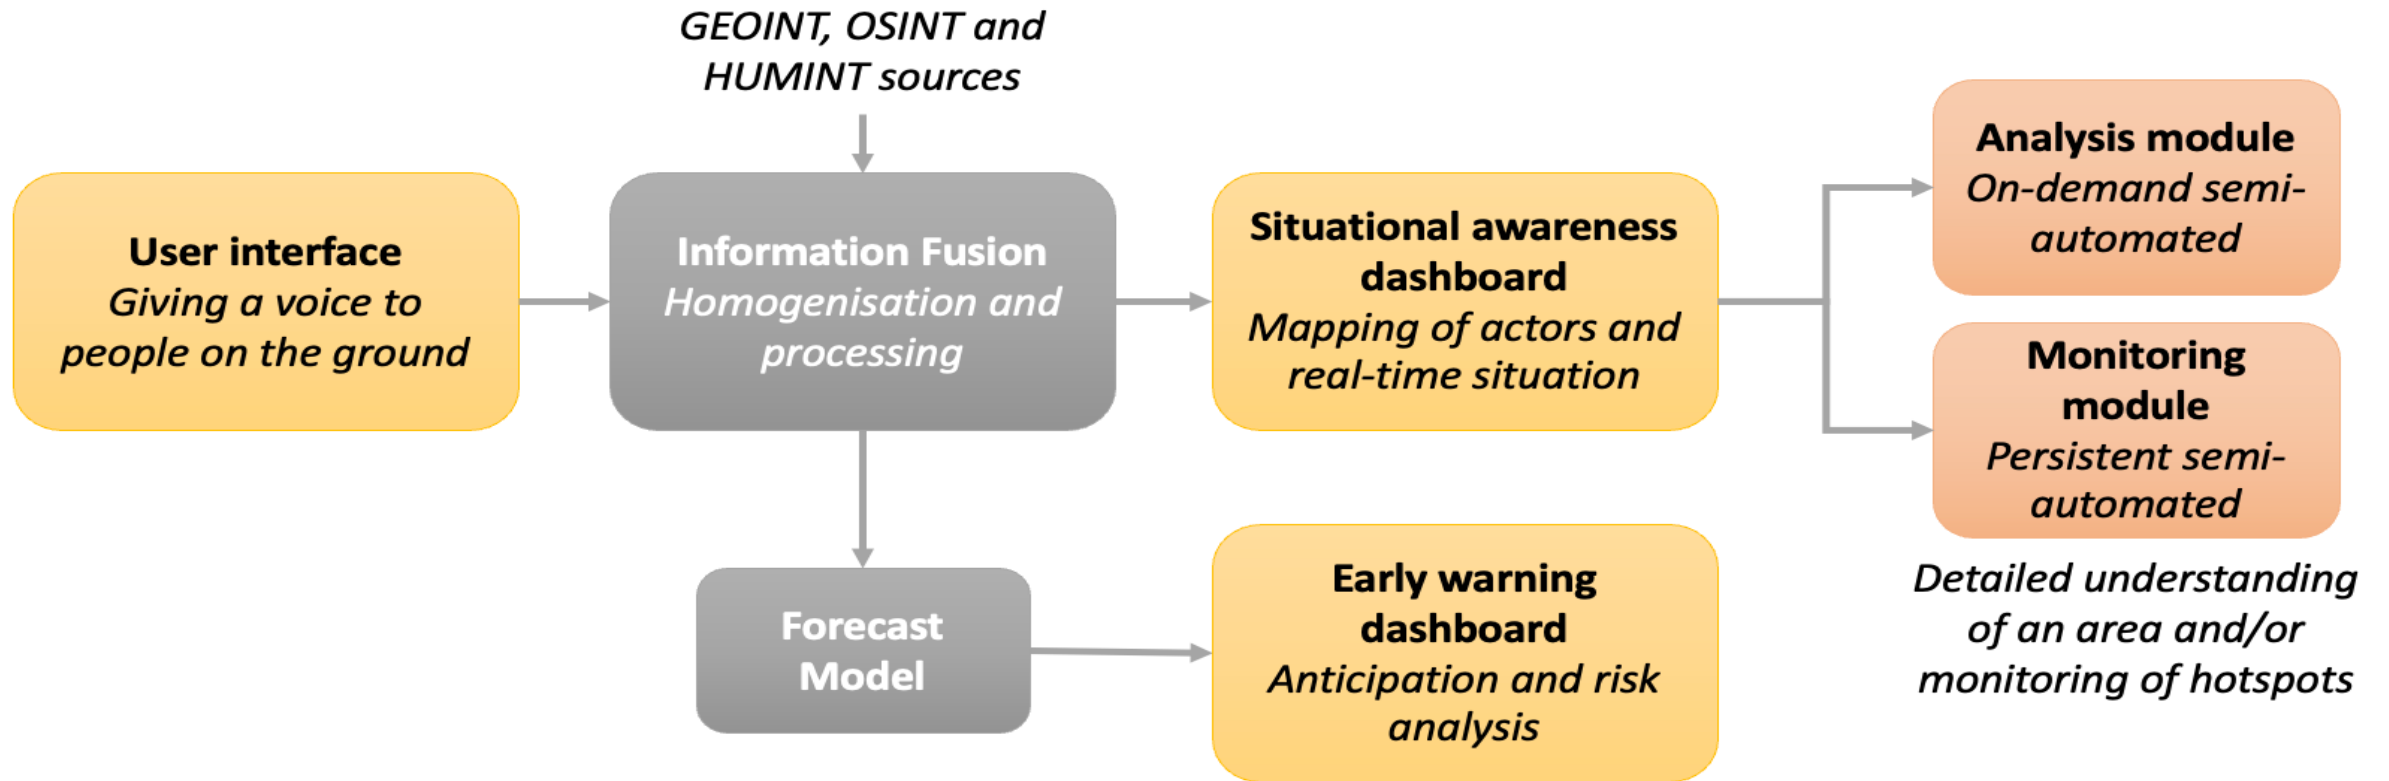 GEOINT, OSINT and
HUMINT sources
User interface
Giving a voice to
people on the ground
Information Fusion
Homogenisation and
processing
Situational awareness
dashboard
Mapping of actors and
real-time situation
Analysis module
On-demand semi-
automated
Monitoring
module
Persistent semi-
automated
Detailed understanding
of an area and/or
monitoring of hotspots
Forecast
Model
Early warning
dashboard
Anticipation and risk
analysis